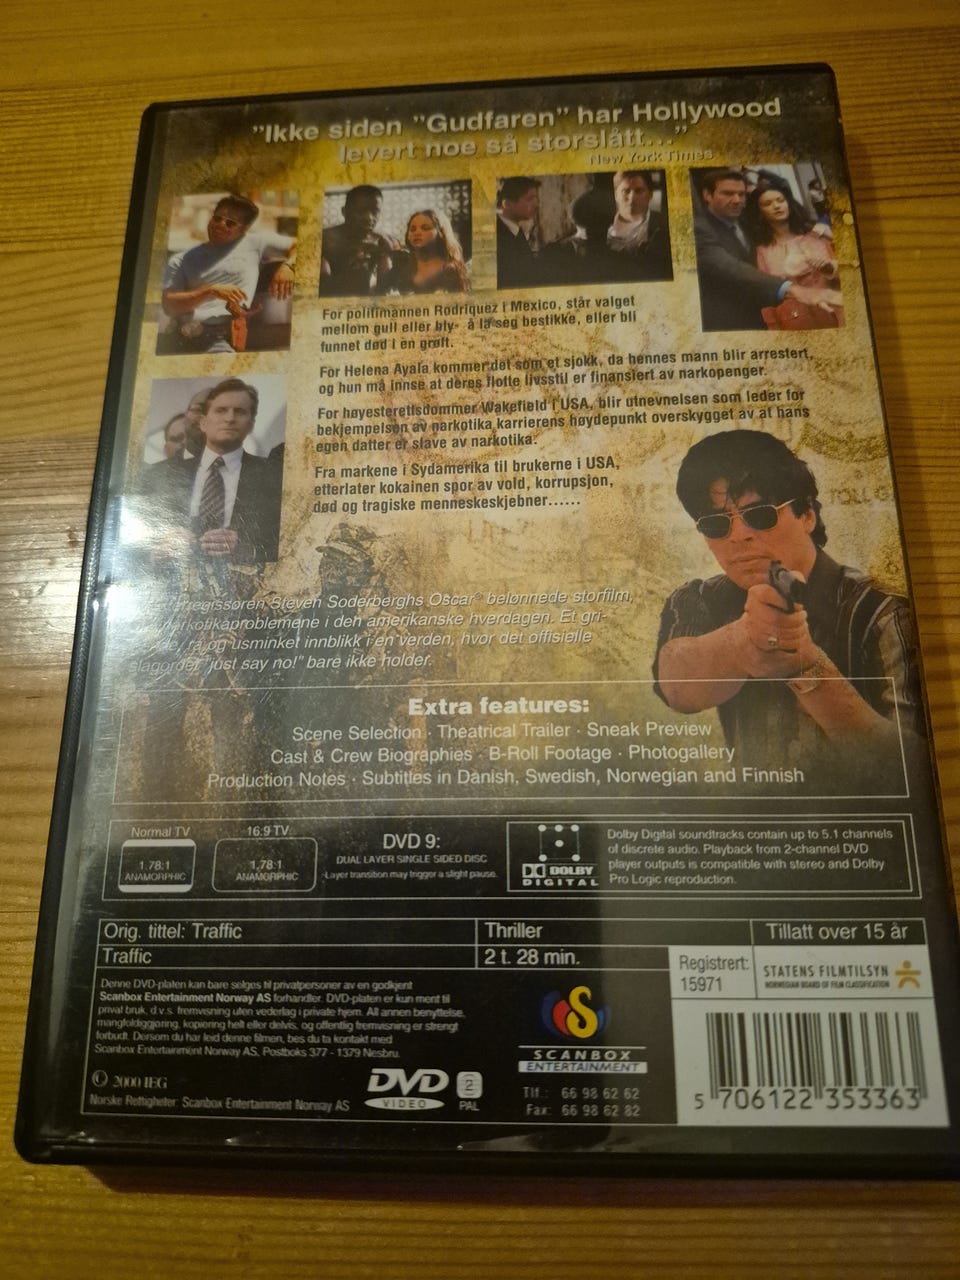 "Ikke siden "Gudfaren" har Hollywood
levert noe så storslått..."
New York Times
For politimannen Rodriquez i Mexico, står valget
mellom gull eller bly- å la seg bestikke, eller bli
funnet død i en grøft.
For Helena Ayala kommer det som et sjokk, da hennes mann blir arrestert,
og hun må innse at deres flotte livsstil er finansiert av narkopenger.
For høyesterettsdommer Wakefield i USA, blir utnevnelsen som leder for
bekjempelsen av narkotika karrierens høydepunkt overskygget av at hans
egen datter er slave av narkotika.
Fra markene i Sydamerika til brukerne i USA,
etterlater kokainen spor av vold, korrupsjon,
død og tragiske menneskeskjebner......
Steven Soderberghs Oscar® belønnede storfilm,
narkotikaproblemene i den amerikanske hverdagen. Et gri-
rå og usminket innblikk i en verden, hvor det offisielle
slagordet "just say no!" bare ikke holder.
Extra features:
Scene Selection · Theatrical Trailer · Sneak Preview
Cast & Crew Biographies · B-Roll Footage · Photogallery
Production Notes · Subtitles in Danish, Swedish, Norwegian and Finnish
Normal TV
1,78:1
ANAMORPHIC
16:9 TV
1,78:1
ANAMORPHIC
DVD 9:
DUAL LAYER SINGLE SIDED DISC
Layer transition may trigger a slight pause.
DOLBY
DIGITAL
Dolby Digital soundtracks contain up to 5.1 channels
of discrete audio. Playback from 2-channel DVD
player outputs is compatible with stereo and Dolby
Pro Logic reproduction.
Orig. tittel: Traffic
Thriller
Tillatt over 15 år
Traffic
2 t. 28 min.
Registrert:
15971
STATENS FILMTILSYN
NORWEGIAN BOARD OF FILM CLASSIFICATION
Denne DVD-platen kan bare selges til privatpersoner av en godkjent
Scanbox Entertainment Norway AS forhandler. DVD-platen er kun ment til
privat bruk, d.v.s. fremvisning uten vederlag i private hjem. All annen benyttelse,
mangfoldiggjøring, kopiering helt eller delvis, og offentlig fremvisning er strengt
forbudt. Dersom du har leid denne filmen, bes du ta kontakt med
Scanbox Entertainment Norway AS, Postboks 377 - 1379 Nesbru.
© 2000 IEG
Norske Rettigheter: Scanbox Entertainment Norway AS
DVD
VIDEO
2
PAL
S
SCANBOX
ENTERTAINMENT
Tlf.: 66 98 62 62
Fax: 66 98 62 82
5 706122 353363